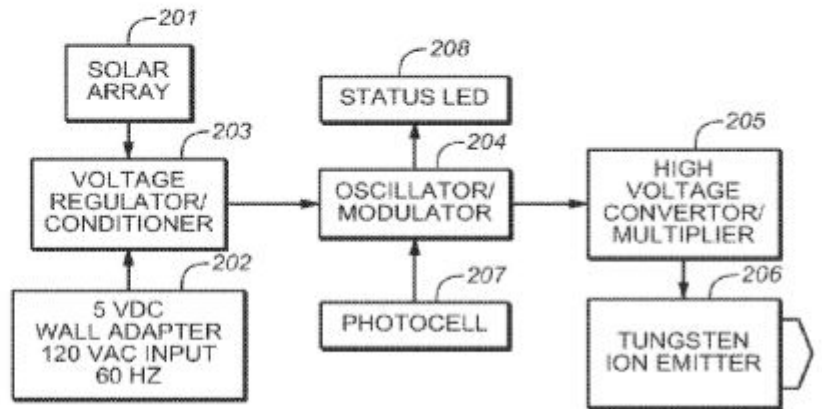 201
SOLAR
ARRAY
208
STATUS LED
203
VOLTAGE
REGULATOR/
CONDITIONER
204
OSCILLATOR/
MODULATOR
205
HIGH
VOLTAGE
CONVERTOR/
MULTIPLIER
202
5 VDC
WALL ADAPTER
120 VAC INPUT
60 HZ
207
PHOTOCELL
206
TUNGSTEN
ION EMITTER